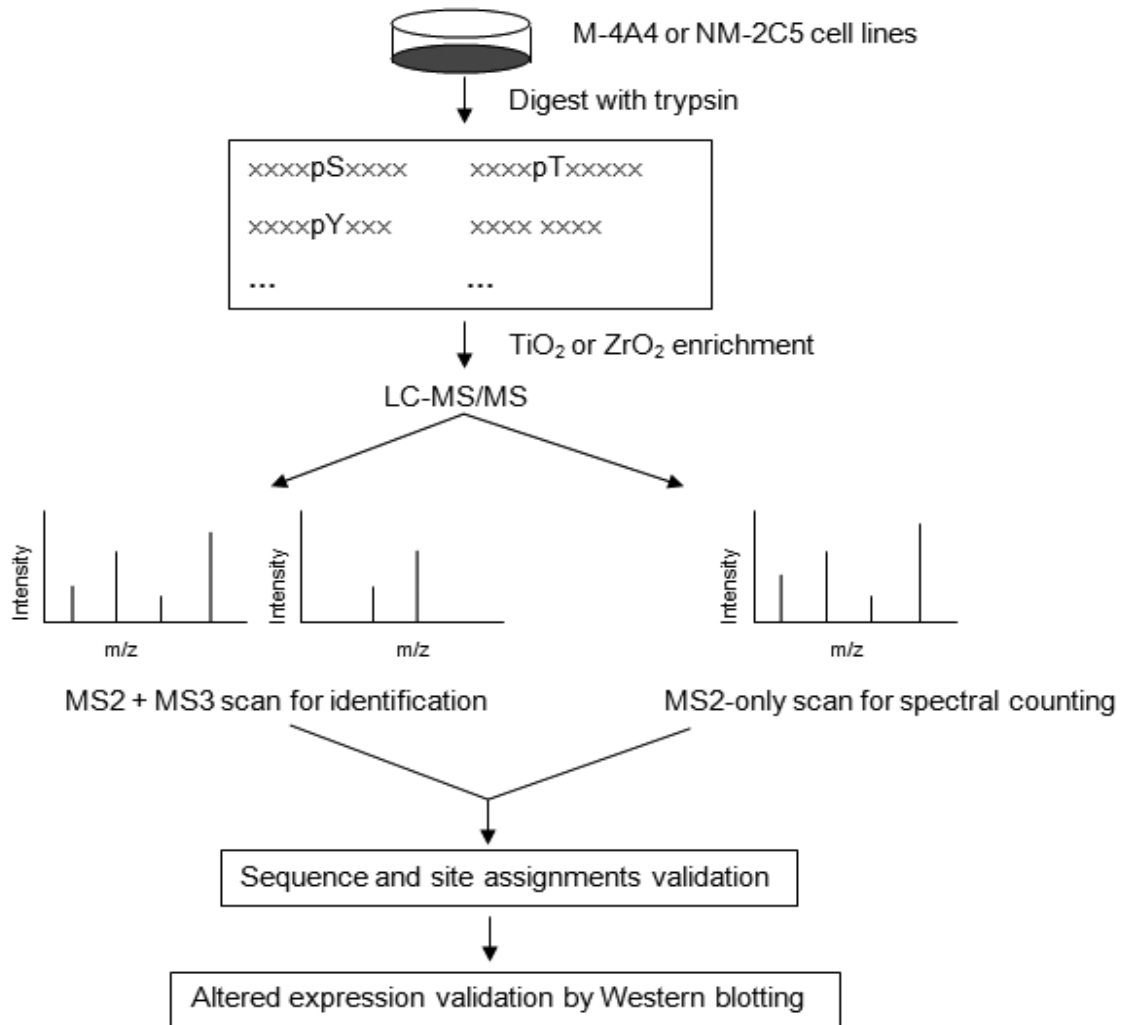 M-4A4 or NM-2C5 cell lines
Digest with trypsin
xxxxpSxxxx xxxxpTxxxxx
xxxxpYxxx xxxx xxxx
... ...
TiO₂ or ZrO₂ enrichment
LC-MS/MS
Intensity
m/z
Intensity
m/z
Intensity
m/z
MS2 + MS3 scan for identification
MS2-only scan for spectral counting
Sequence and site assignments validation
Altered expression validation by Western blotting